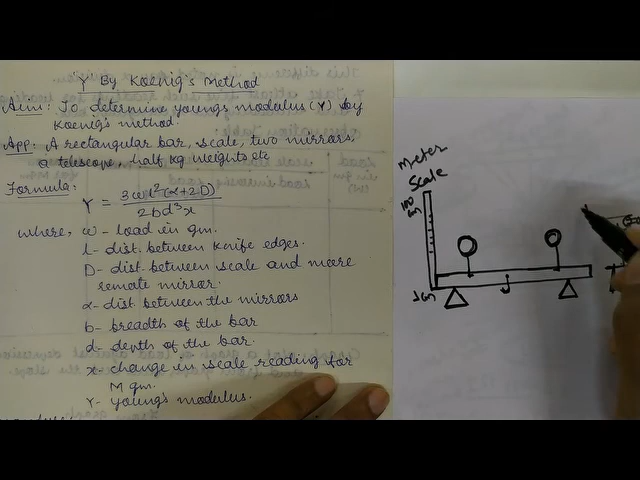 Y By Koenig's Method
Aim: To determine youngs modulus (Y) by
Koenig's method.
App: A rectangular bar, scale, two mirrors,
a telescope, half kg weights etc
Formula:
Y = 3ωl²(α+2D) / 2bd³x
where, ω - load in gm.
l - dist. between knife edges.
D - dist. between scale and more
remote mirror.
α - dist. between the mirrors
b - breadth of the bar
d - depth of the bar.
x - change in scale reading for
M gm.
Y - young's modulus.
Meter
Scale
100